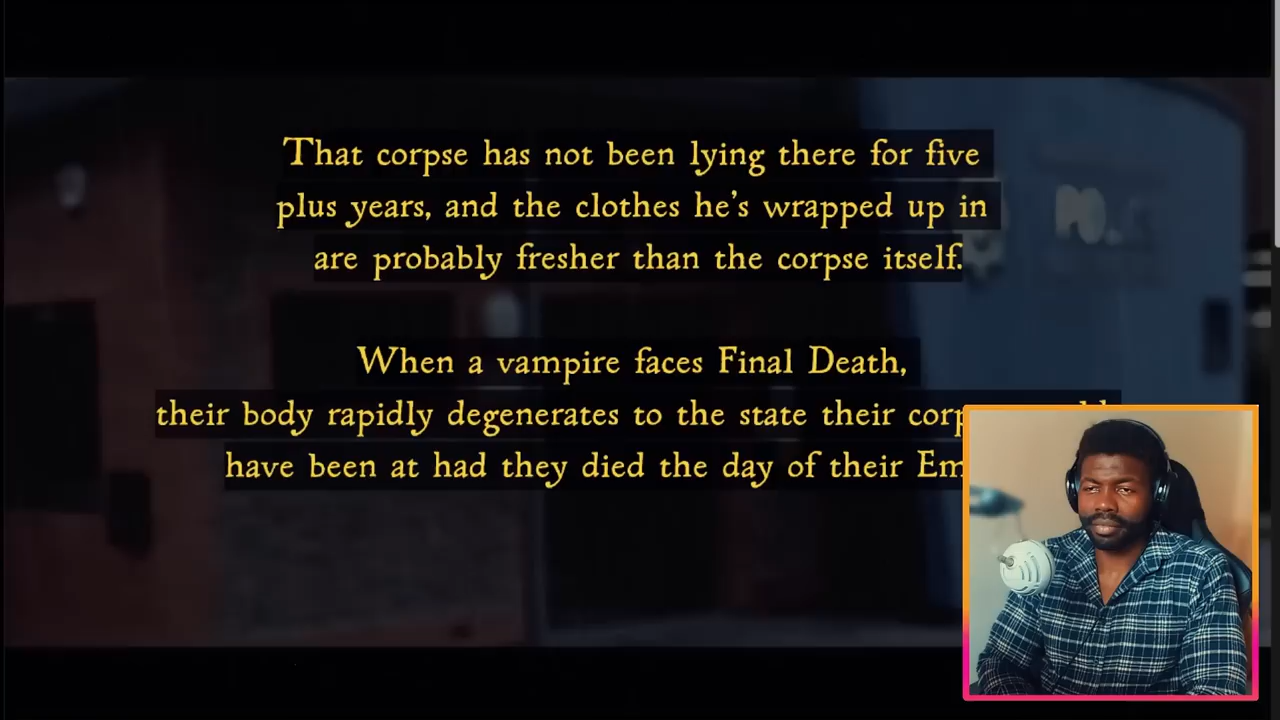 That corpse has not been lying there for five
plus years, and the clothes he's wrapped up in
are probably fresher than the corpse itself.
When a vampire faces Final Death,
their body rapidly degenerates to the state their
have been at had they died the day of their